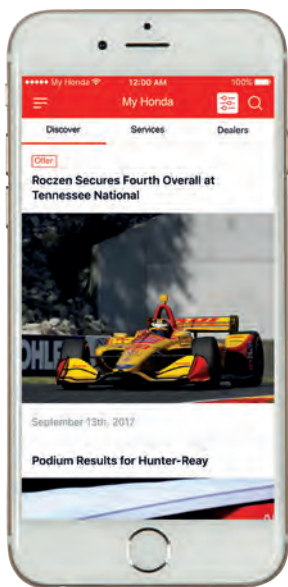 ●●●●● My Honda 12:00 AM 100%
My Honda
Discover Services Dealers
Offer
Roczen Secures Fourth Overall at
Tennessee National
OHL
September 13th, 2017
Podium Results for Hunter-Reay